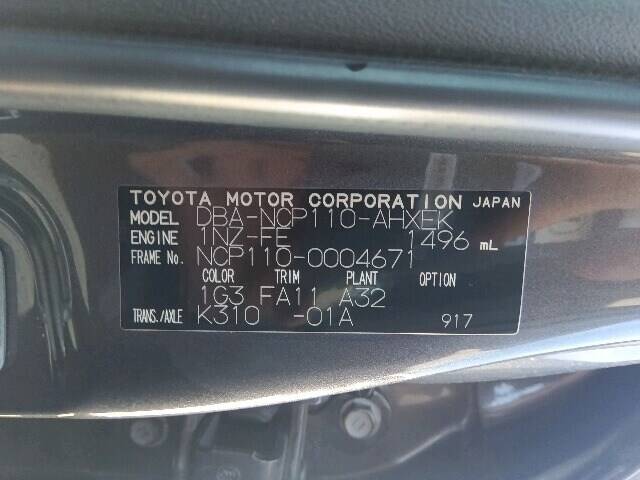 TOYOTA MOTOR CORPORATION JAPAN
MODEL DBA-NCP110-AHXEK
ENGINE 1NZ-FE 1496 mL
FRAME No. NCP110-0004671
COLOR TRIM PLANT OPTION
1G3 FA11 A32
TRANS./AXLE K310 -01A 917